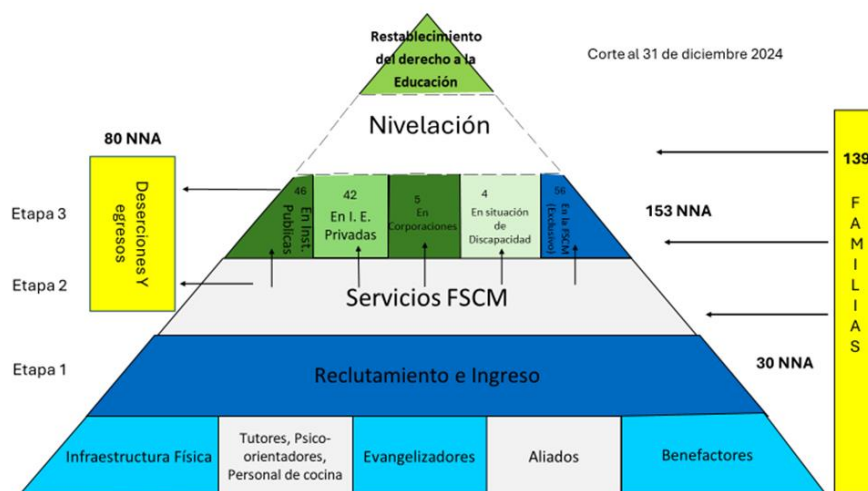 Restablecimiento
del derecho a la
Educación
Corte al 31 de diciembre 2024
Nivelación
80 NNA
139
FAMILIAS
Deserciones Y
egresos
Etapa 3
46
En Inst.
Publicas
42
En I. E.
Privadas
5
En
Corporaciones
4
En situación
de
Discapacidad
56
En la FSCM
(Exclusivo)
153 NNA
Etapa 2
Servicios FSCM
30 NNA
Etapa 1
Reclutamiento e Ingreso
Infraestructura Física
Tutores, Psico-
orientadores,
Personal de cocina
Evangelizadores
Aliados
Benefactores